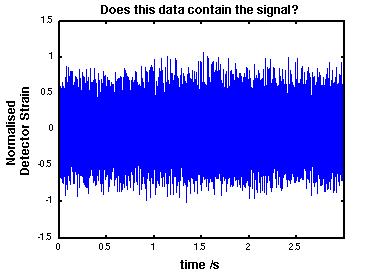 Does this data contain the signal?
1.5
1
0.5
0
-0.5
-1
-1.5
Normalised
Detector Strain
0 0.5 1 1.5 2 2.5
time /s